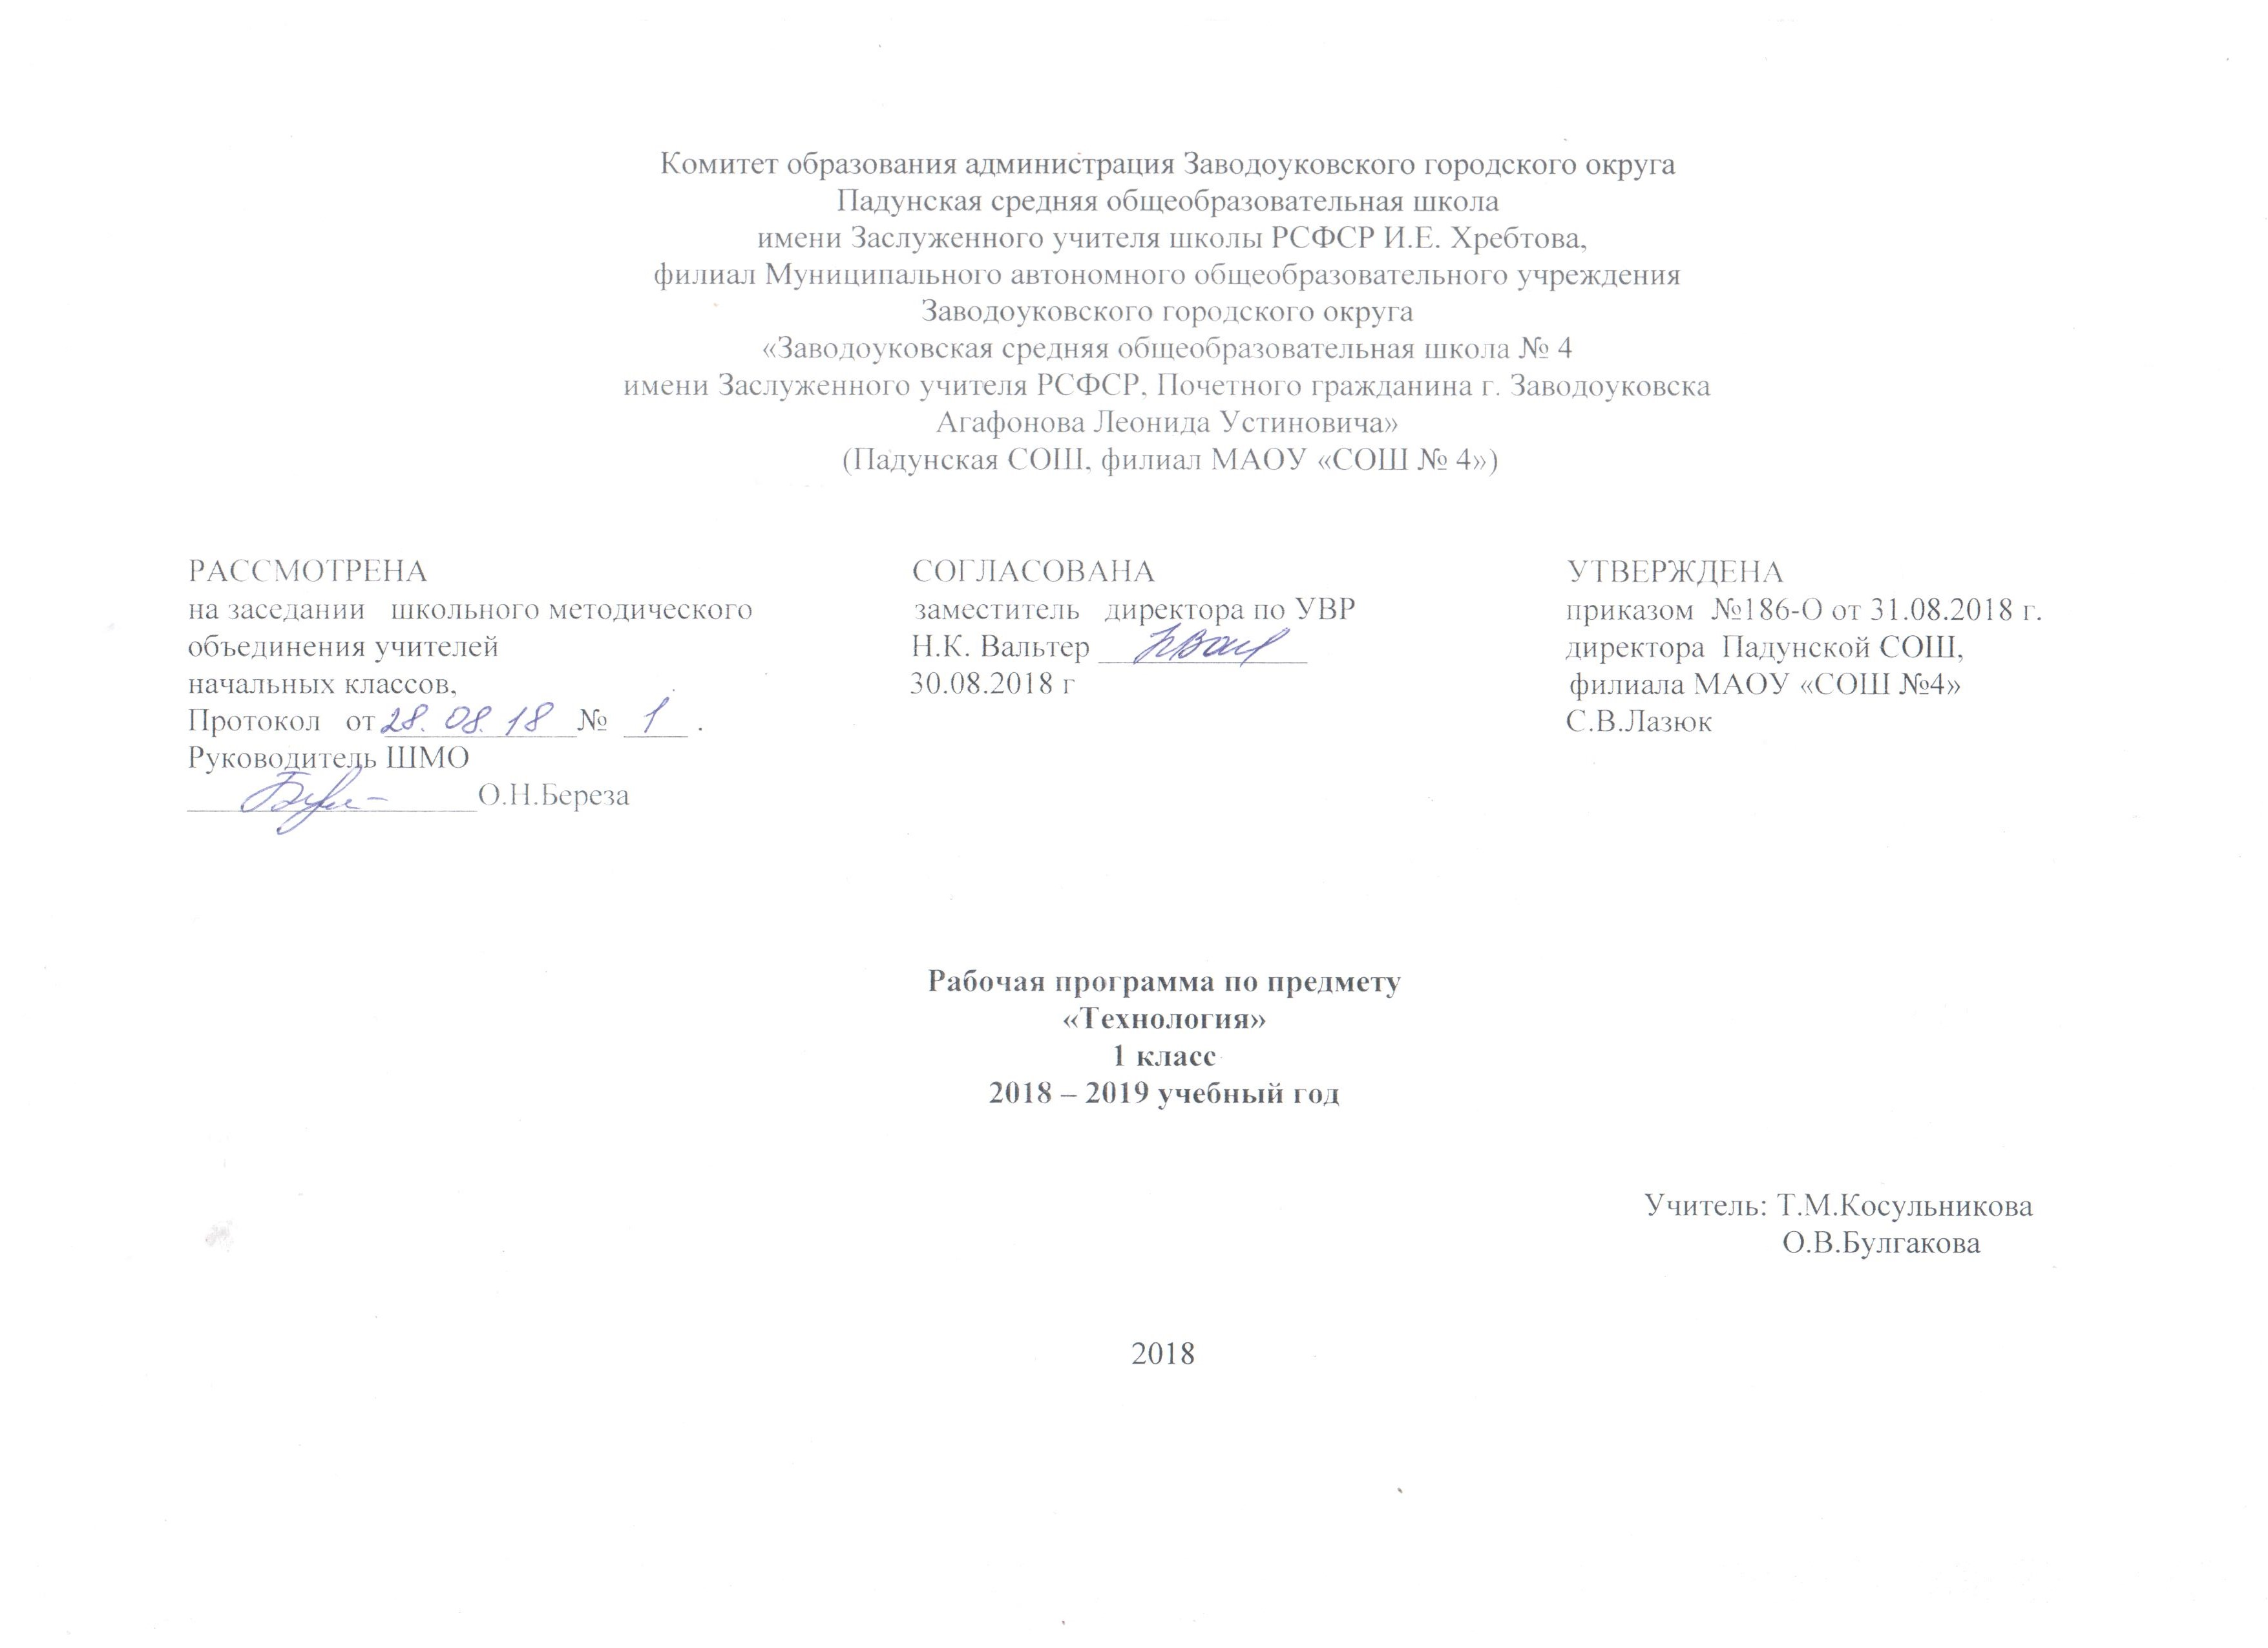 Комитет образования администрация Заводоуковского городского округа
Падунская средняя общеобразовательная школа
имени Заслуженного учителя школы РСФСР И.Е. Хребтова,
филиал Муниципального автономного общеобразовательного учреждения
Заводоуковского городского округа
«Заводоуковская средняя общеобразовательная школа № 4
имени Заслуженного учителя РСФСР, Почетного гражданина г. Заводоуковска
Агафонова Леонида Устиновича»
(Падунская СОШ, филиал МАОУ «СОШ № 4»)
РАССМОТРЕНА
на заседании школьного методического
объединения учителей
начальных классов,
Протокол от 28.08.18 № 1 .
Руководитель ШМО
О.Н.Береза
СОГЛАСОВАНА
заместитель директора по УВР
Н.К. Вальтер
30.08.2018 г
УТВЕРЖДЕНА
приказом №186-О от 31.08.2018 г.
директора Падунской СОШ,
филиала МАОУ «СОШ №4»
С.В.Лазюк
Рабочая программа по предмету
«Технология»
1 класс
2018 – 2019 учебный год
Учитель: Т.М.Косульникова
О.В.Булгакова
2018